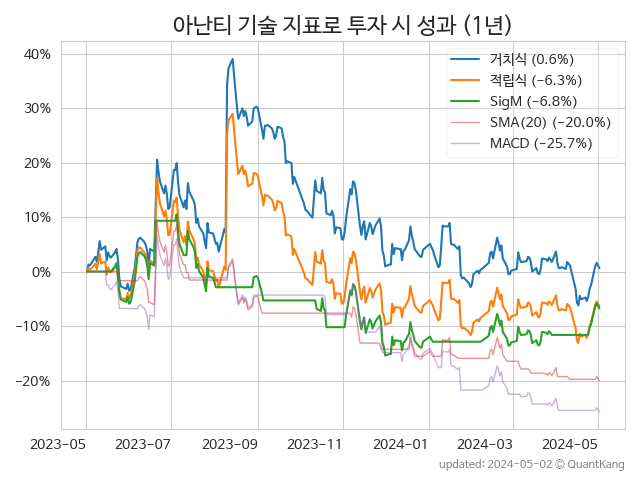 아난티 기술 지표로 투자 시 성과 (1년)
거치식 (0.6%)
적립식 (−6.3%)
SigM (−6.8%)
SMA(20) (−20.0%)
MACD (−25.7%)
40%
30%
20%
10%
0%
−10%
−20%
2023-05 2023-07 2023-09 2023-11 2024-01 2024-03 2024-05
updated: 2024-05-02 © QuantKang